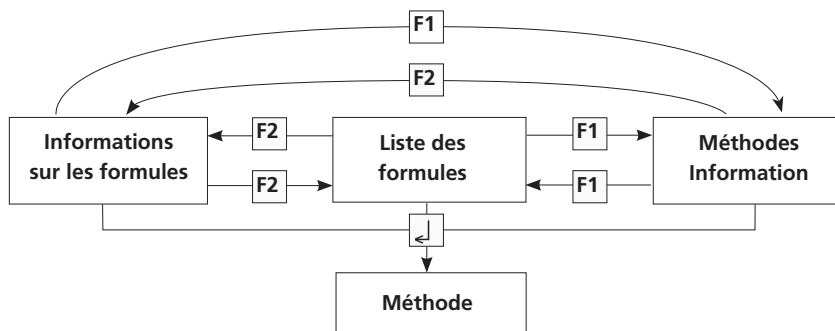 F1
F2
Informations
sur les formules
F2
Liste des
formules
F1
Méthodes
Information
F2
F1
Méthode